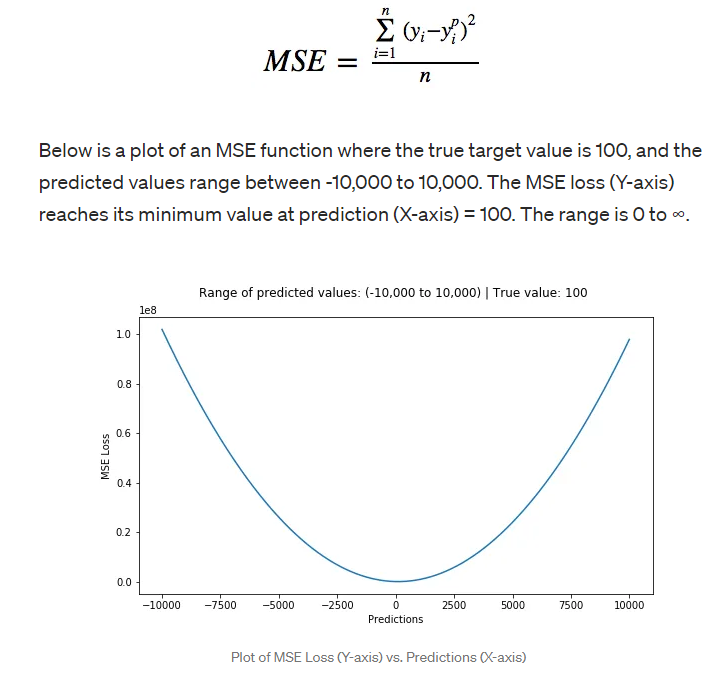 MSE = \frac{\sum_{i=1}^{n} (y_i - y_i^p)^2}{n}
Below is a plot of an MSE function where the true target value is 100, and the
predicted values range between -10,000 to 10,000. The MSE loss (Y-axis)
reaches its minimum value at prediction (X-axis) = 100. The range is 0 to ∞.
Range of predicted values: (-10,000 to 10,000) | True value: 100
1e8
1.0
0.8
0.6
0.4
0.2
0.0
MSE Loss
−10000 −7500 −5000 −2500 0 2500 5000 7500 10000
Predictions
Plot of MSE Loss (Y-axis) vs. Predictions (X-axis)